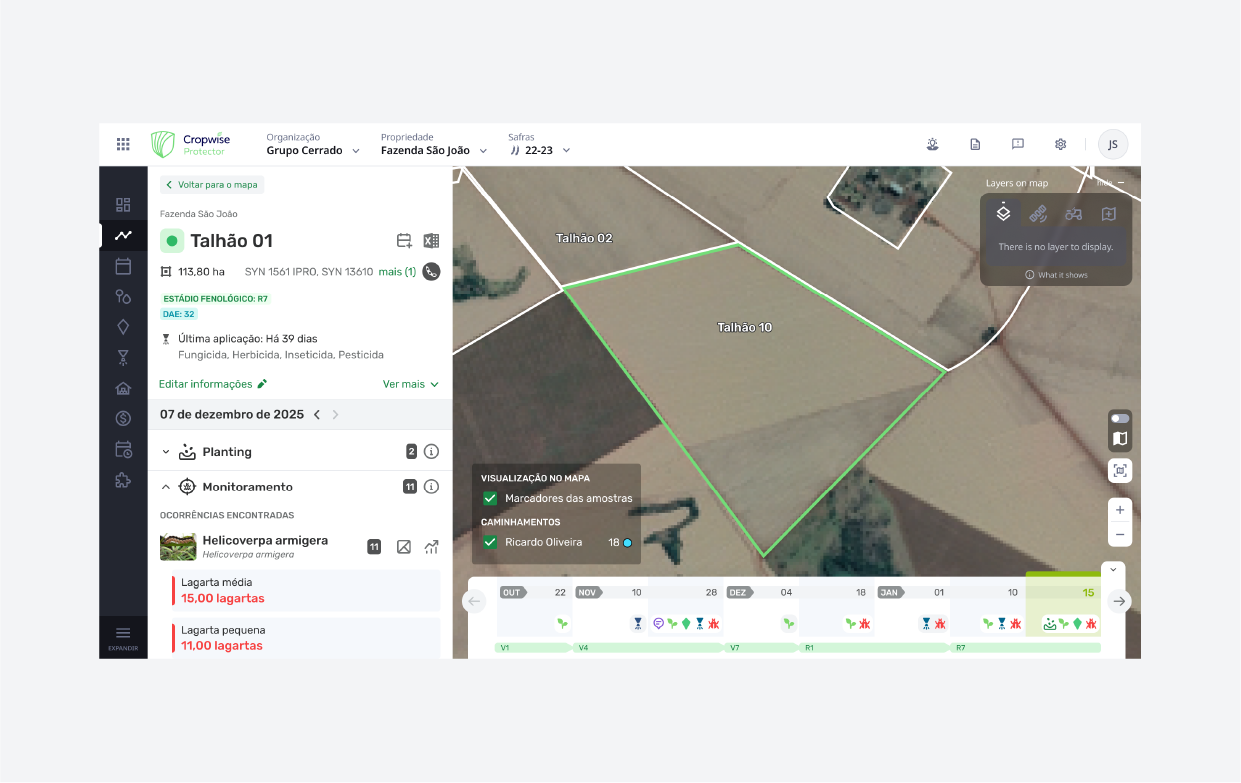 Cropwise
Protector
Organização
Grupo Cerrado
Propriedade
Fazenda São João
Safras
22-23
JS
Voltar para o mapa
Fazenda São João
Talhão 01
113,80 ha
SYN 1561 IPRO, SYN 13610 mais (1)
ESTÁDIO FENOLÓGICO: R7
DAE: 32
Última aplicação: Há 39 dias
Fungicida, Herbicida, Inseticida, Pesticida
Editar informações
Ver mais
07 de dezembro de 2025
Planting
2
Monitoramento
11
OCORRÊNCIAS ENCONTRADAS
Helicoverpa armigera
Helicoverpa armigera
11
Lagarta média
15,00 lagartas
Lagarta pequena
11,00 lagartas
EXPANDIR
Talhão 02
Talhão 10
Layers on map
hide
There is no layer to display.
What it shows
VISUALIZAÇÃO NO MAPA
Marcadores das amostras
CAMINHAMENTOS
Ricardo Oliveira 18
OUT 22 NOV 10 28 DEZ 04 18 JAN 01 10 15
V1 V4 V7 R1 R7